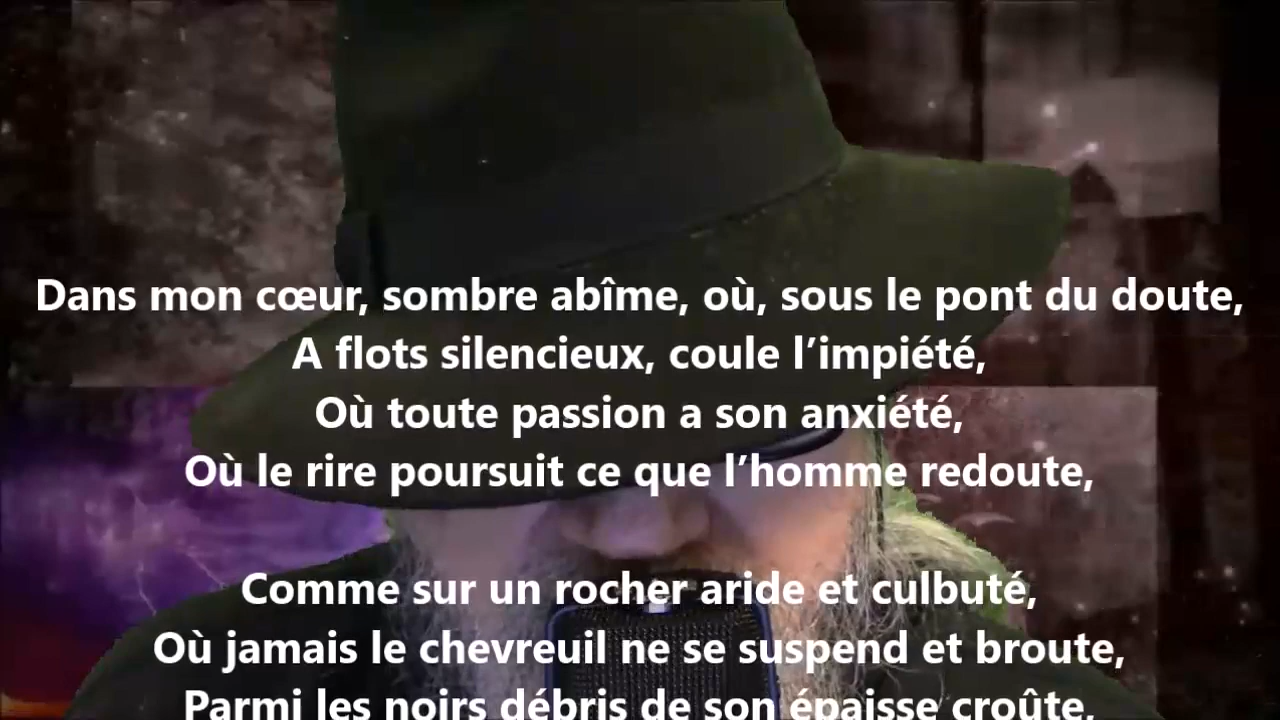 Dans mon cœur, sombre abîme, où, sous le pont du doute,
A flots silencieux, coule l’impiété,
Où toute passion a son anxiété,
Où le rire poursuit ce que l’homme redoute,
Comme sur un rocher aride et culbuté,
Où jamais le chevreuil ne se suspend et broute,
Parmi les noirs débris de son épaisse croûte,